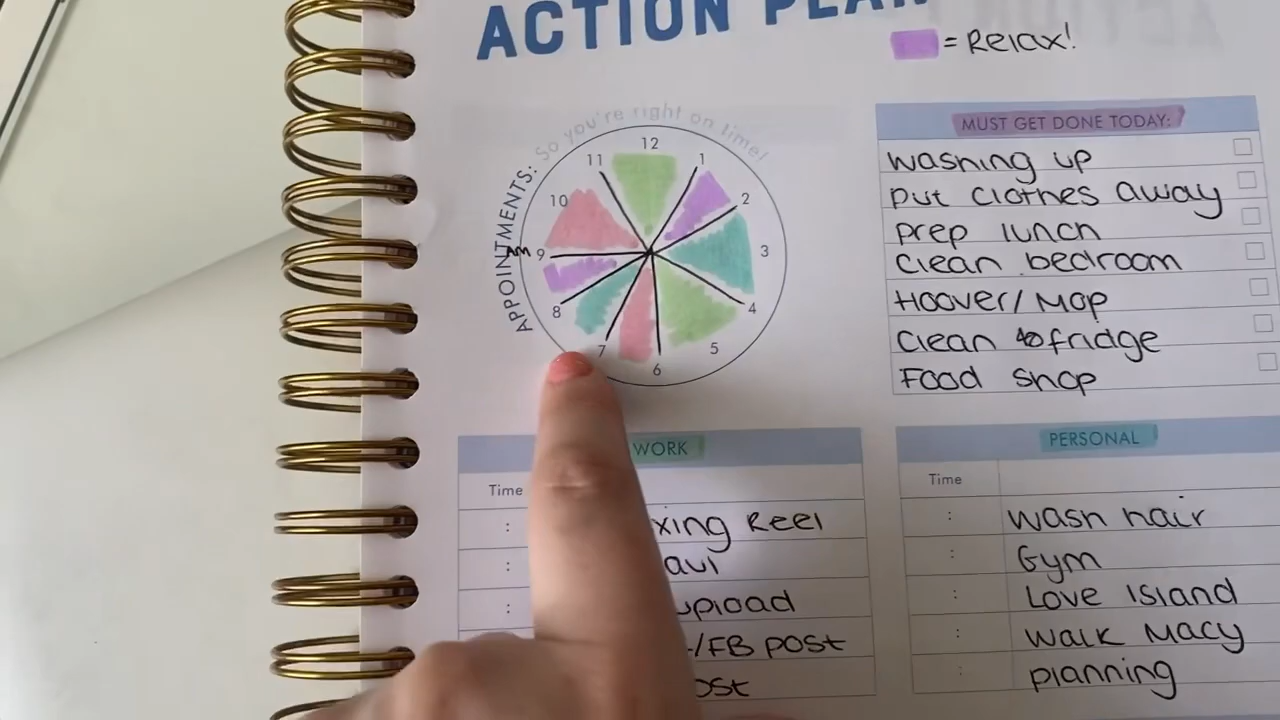 ACTION PLAN
= Relax!
So you're right on time!
APPOINTMENTS:
12
11
1
10
2
Am 9
3
8
4
7
5
6
MUST GET DONE TODAY:
washing up
put clothes away
prep lunch
clean bedroom
Hoover/Mop
clean fridge
Food shop
WORK
Time
: xing Reel
: aul
: upload
/FB post
ost
PERSONAL
Time
: wash hair
: Gym
: Love Island
: walk Macy
: planning